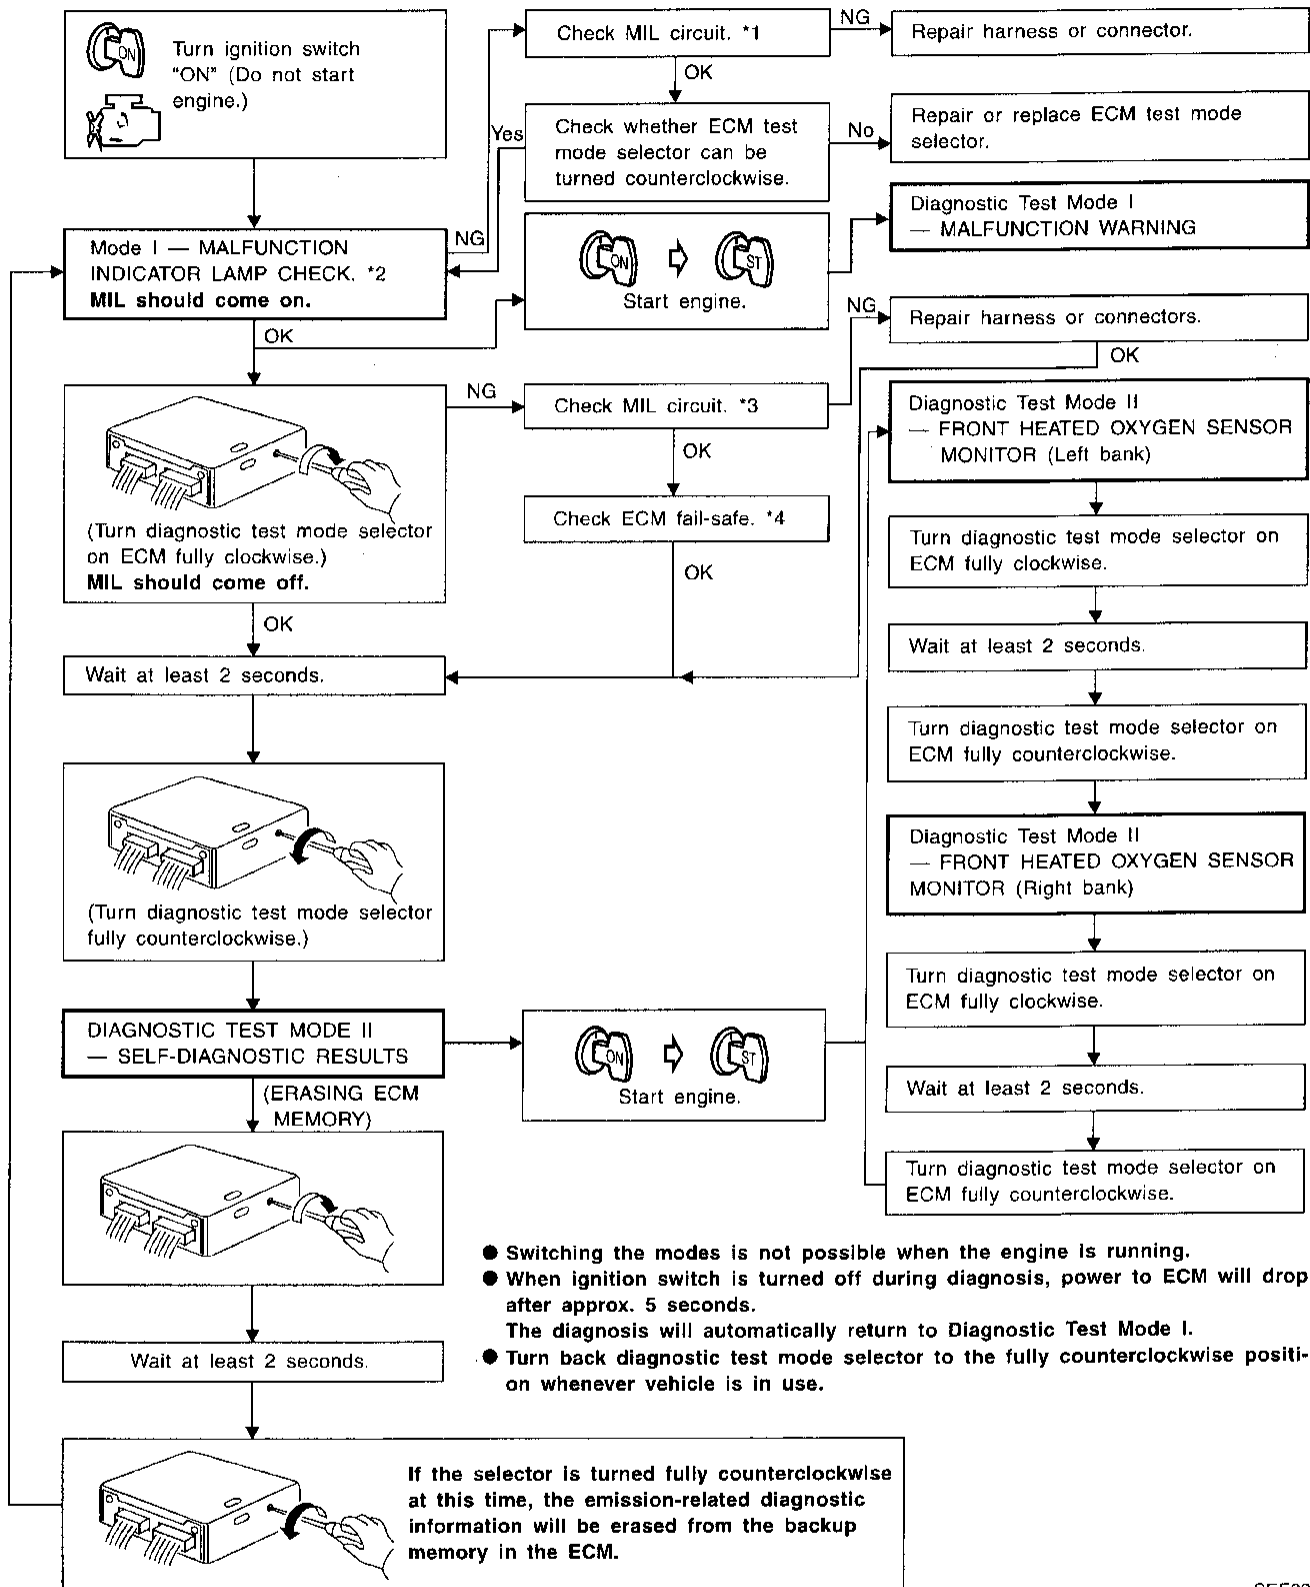 ON
Turn ignition switch
"ON" (Do not start
engine.)
Check MIL circuit. *1
NG
Repair harness or connector.
OK
Check whether ECM test
mode selector can be
turned counterclockwise.
Yes
No
Repair or replace ECM test mode
selector.
Mode I — MALFUNCTION
INDICATOR LAMP CHECK. *2
MIL should come on.
NG
OK
ON
ST
Start engine.
Diagnostic Test Mode I
— MALFUNCTION WARNING
(Turn diagnostic test mode selector
on ECM fully clockwise.)
MIL should come off.
NG
OK
Check MIL circuit. *3
NG
Repair harness or connectors.
OK
OK
Check ECM fail-safe. *4
OK
Wait at least 2 seconds.
(Turn diagnostic test mode selector
fully counterclockwise.)
DIAGNOSTIC TEST MODE II
— SELF-DIAGNOSTIC RESULTS
ON
ST
Start engine.
Diagnostic Test Mode II
— FRONT HEATED OXYGEN SENSOR
MONITOR (Left bank)
Turn diagnostic test mode selector on
ECM fully clockwise.
Wait at least 2 seconds.
Turn diagnostic test mode selector on
ECM fully counterclockwise.
Diagnostic Test Mode II
— FRONT HEATED OXYGEN SENSOR
MONITOR (Right bank)
Turn diagnostic test mode selector on
ECM fully clockwise.
Wait at least 2 seconds.
Turn diagnostic test mode selector on
ECM fully counterclockwise.
(ERASING ECM
MEMORY)
Wait at least 2 seconds.
If the selector is turned fully counterclockwise
at this time, the emission-related diagnostic
information will be erased from the backup
memory in the ECM.
● Switching the modes is not possible when the engine is running.
● When ignition switch is turned off during diagnosis, power to ECM will drop
after approx. 5 seconds.
The diagnosis will automatically return to Diagnostic Test Mode I.
● Turn back diagnostic test mode selector to the fully counterclockwise positi-
on whenever vehicle is in use.